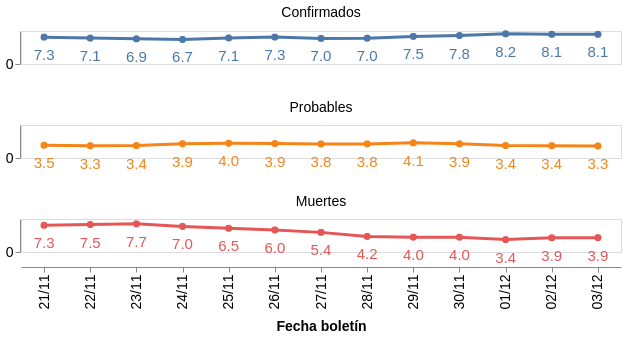 Confirmados
0
7.3 7.1 6.9 6.7 7.1 7.3 7.0 7.0 7.5 7.8 8.2 8.1 8.1
Probables
0
3.5 3.3 3.4 3.9 4.0 3.9 3.8 3.8 4.1 3.9 3.4 3.4 3.3
Muertes
0
7.3 7.5 7.7 7.0 6.5 6.0 5.4 4.2 4.0 4.0 3.4 3.9 3.9
21/11 22/11 23/11 24/11 25/11 26/11 27/11 28/11 29/11 30/11 01/12 02/12 03/12
Fecha boletín